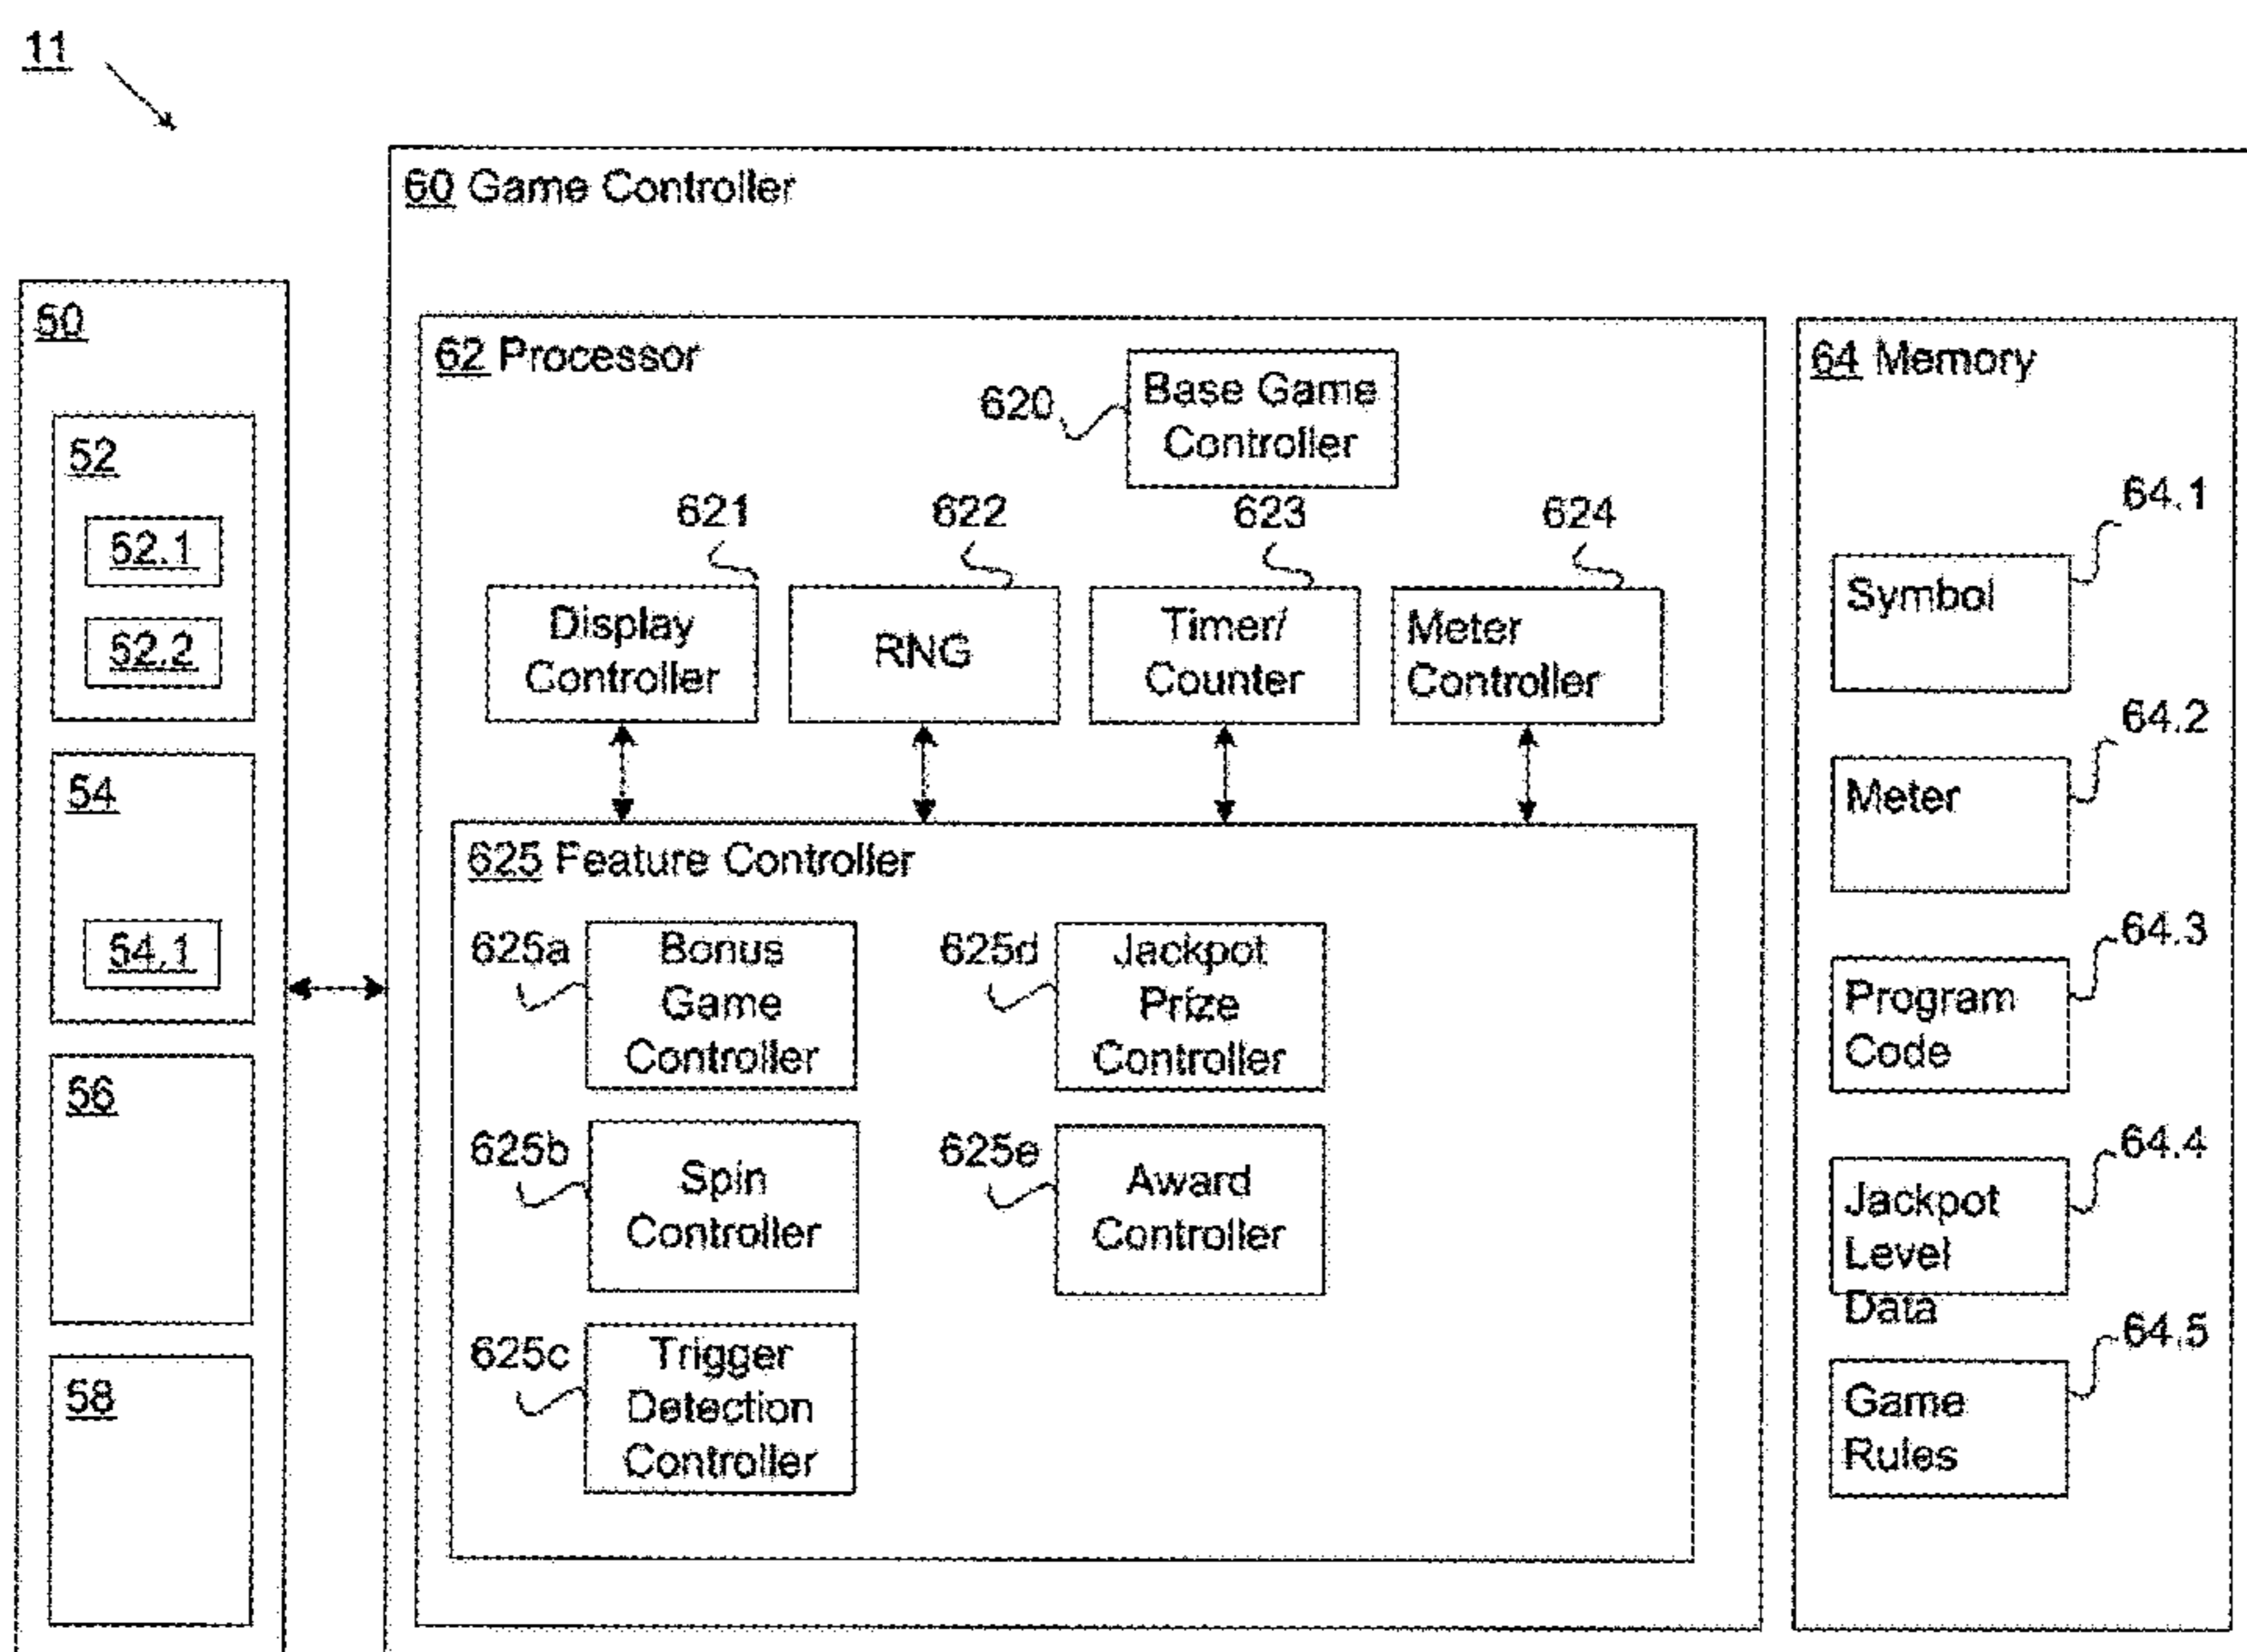 11
60 Game Controller
50
62 Processor
64 Memory
620
Base Game
Controller
52
52.1
52.2
621
622
623
624
64.1
Display
Controller
RNG
Timer/
Counter
Meter
Controller
Symbol
64.2
Meter
54
54.1
625 Feature Controller
625a
Bonus
Game
Controller
625d
Jackpot
Prize
Controller
64.3
Program
Code
56
625b
Spin
Controller
625e
Award
Controller
64.4
Jackpot
Level
Data
58
625c
Trigger
Detection
Controller
64.5
Game
Rules